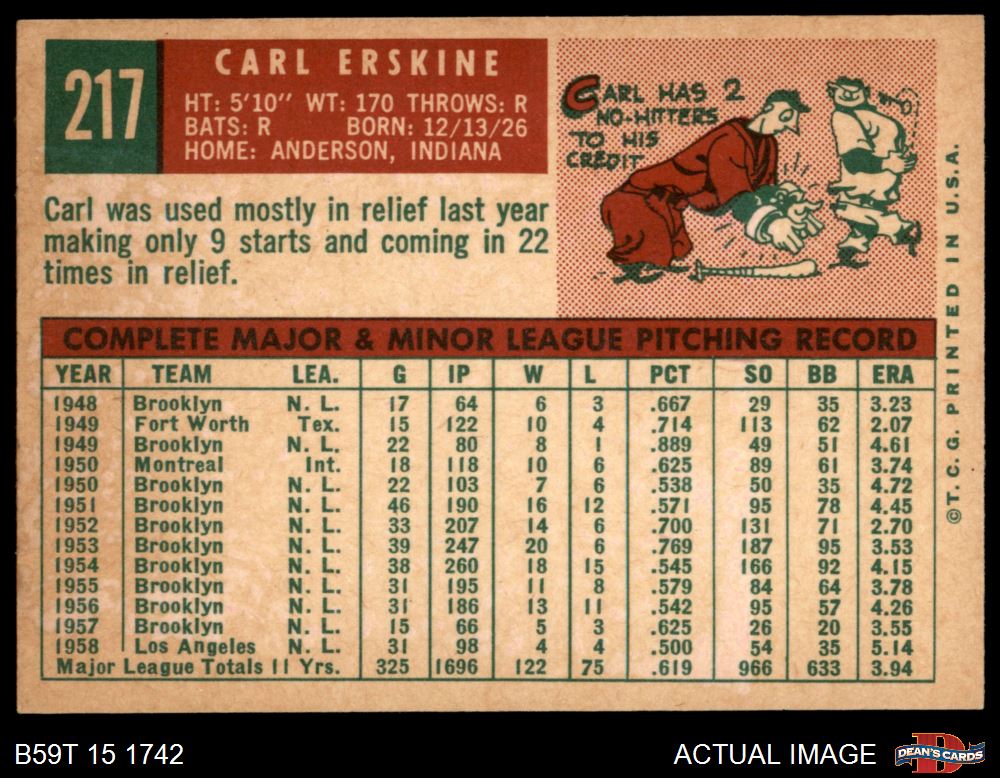 217
CARL ERSKINE
HT: 5'10" WT: 170 THROWS: R
BATS: R BORN: 12/13/26
HOME: ANDERSON, INDIANA
CARL HAS 2
NO-HITTERS
TO HIS
CREDIT
Carl was used mostly in relief last year
making only 9 starts and coming in 22
times in relief.
COMPLETE MAJOR & MINOR LEAGUE PITCHING RECORD
YEAR TEAM LEA. G IP W L PCT SO BB ERA
1948 Brooklyn N. L. 17 64 6 3 .667 29 35 3.23
1949 Fort Worth Tex. 15 122 10 4 .714 113 62 2.07
1949 Brooklyn N. L. 22 80 8 1 .889 49 51 4.61
1950 Montreal Int. 18 118 10 6 .625 89 61 3.74
1950 Brooklyn N. L. 22 103 7 6 .538 50 35 4.72
1951 Brooklyn N. L. 46 190 16 12 .571 95 78 4.45
1952 Brooklyn N. L. 33 207 14 6 .700 131 71 2.70
1953 Brooklyn N. L. 39 247 20 6 .769 187 95 3.53
1954 Brooklyn N. L. 38 260 18 15 .545 166 92 4.15
1955 Brooklyn N. L. 31 195 11 8 .579 84 64 3.78
1956 Brooklyn N. L. 31 186 13 11 .542 95 57 4.26
1957 Brooklyn N. L. 15 66 5 3 .625 26 20 3.55
1958 Los Angeles N. L. 31 98 4 4 .500 54 35 5.14
Major League Totals 11 Yrs. 325 1696 122 75 .619 966 633 3.94
©T. C. G. PRINTED IN U.S.A.
B59T 15 1742
ACTUAL IMAGE
D
DEAN'S CARDS